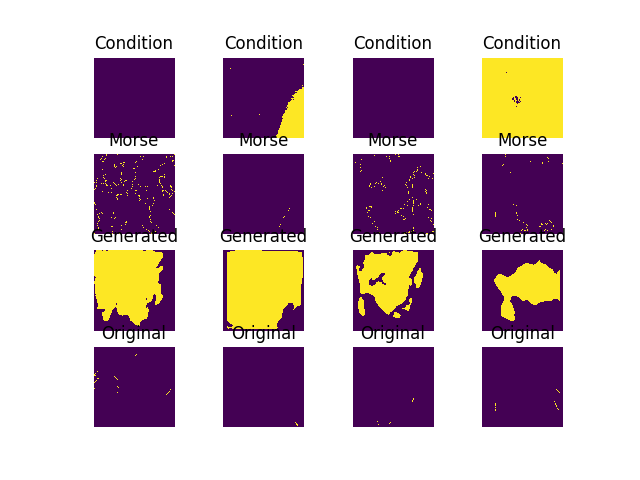 Condition Condition Condition Condition
Morse Morse Morse Morse
Generated Generated Generated Generated
Original Original Original Original